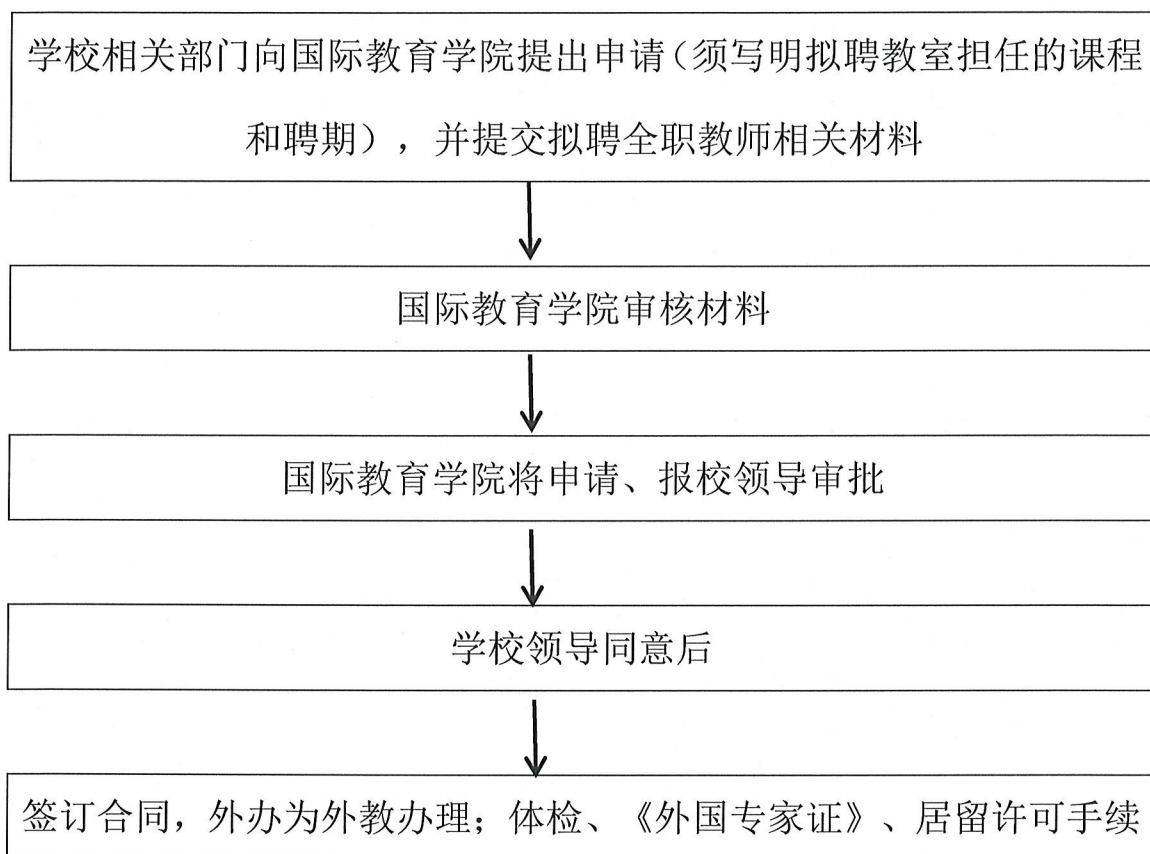 学校相关部门向国际教育学院提出申请（须写明拟聘教室担任的课程
和聘期），并提交拟聘全职教师相关材料
国际教育学院审核材料
国际教育学院将申请、报校领导审批
学校领导同意后
签订合同，外办为外教办理；体检、《外国专家证》、居留许可手续